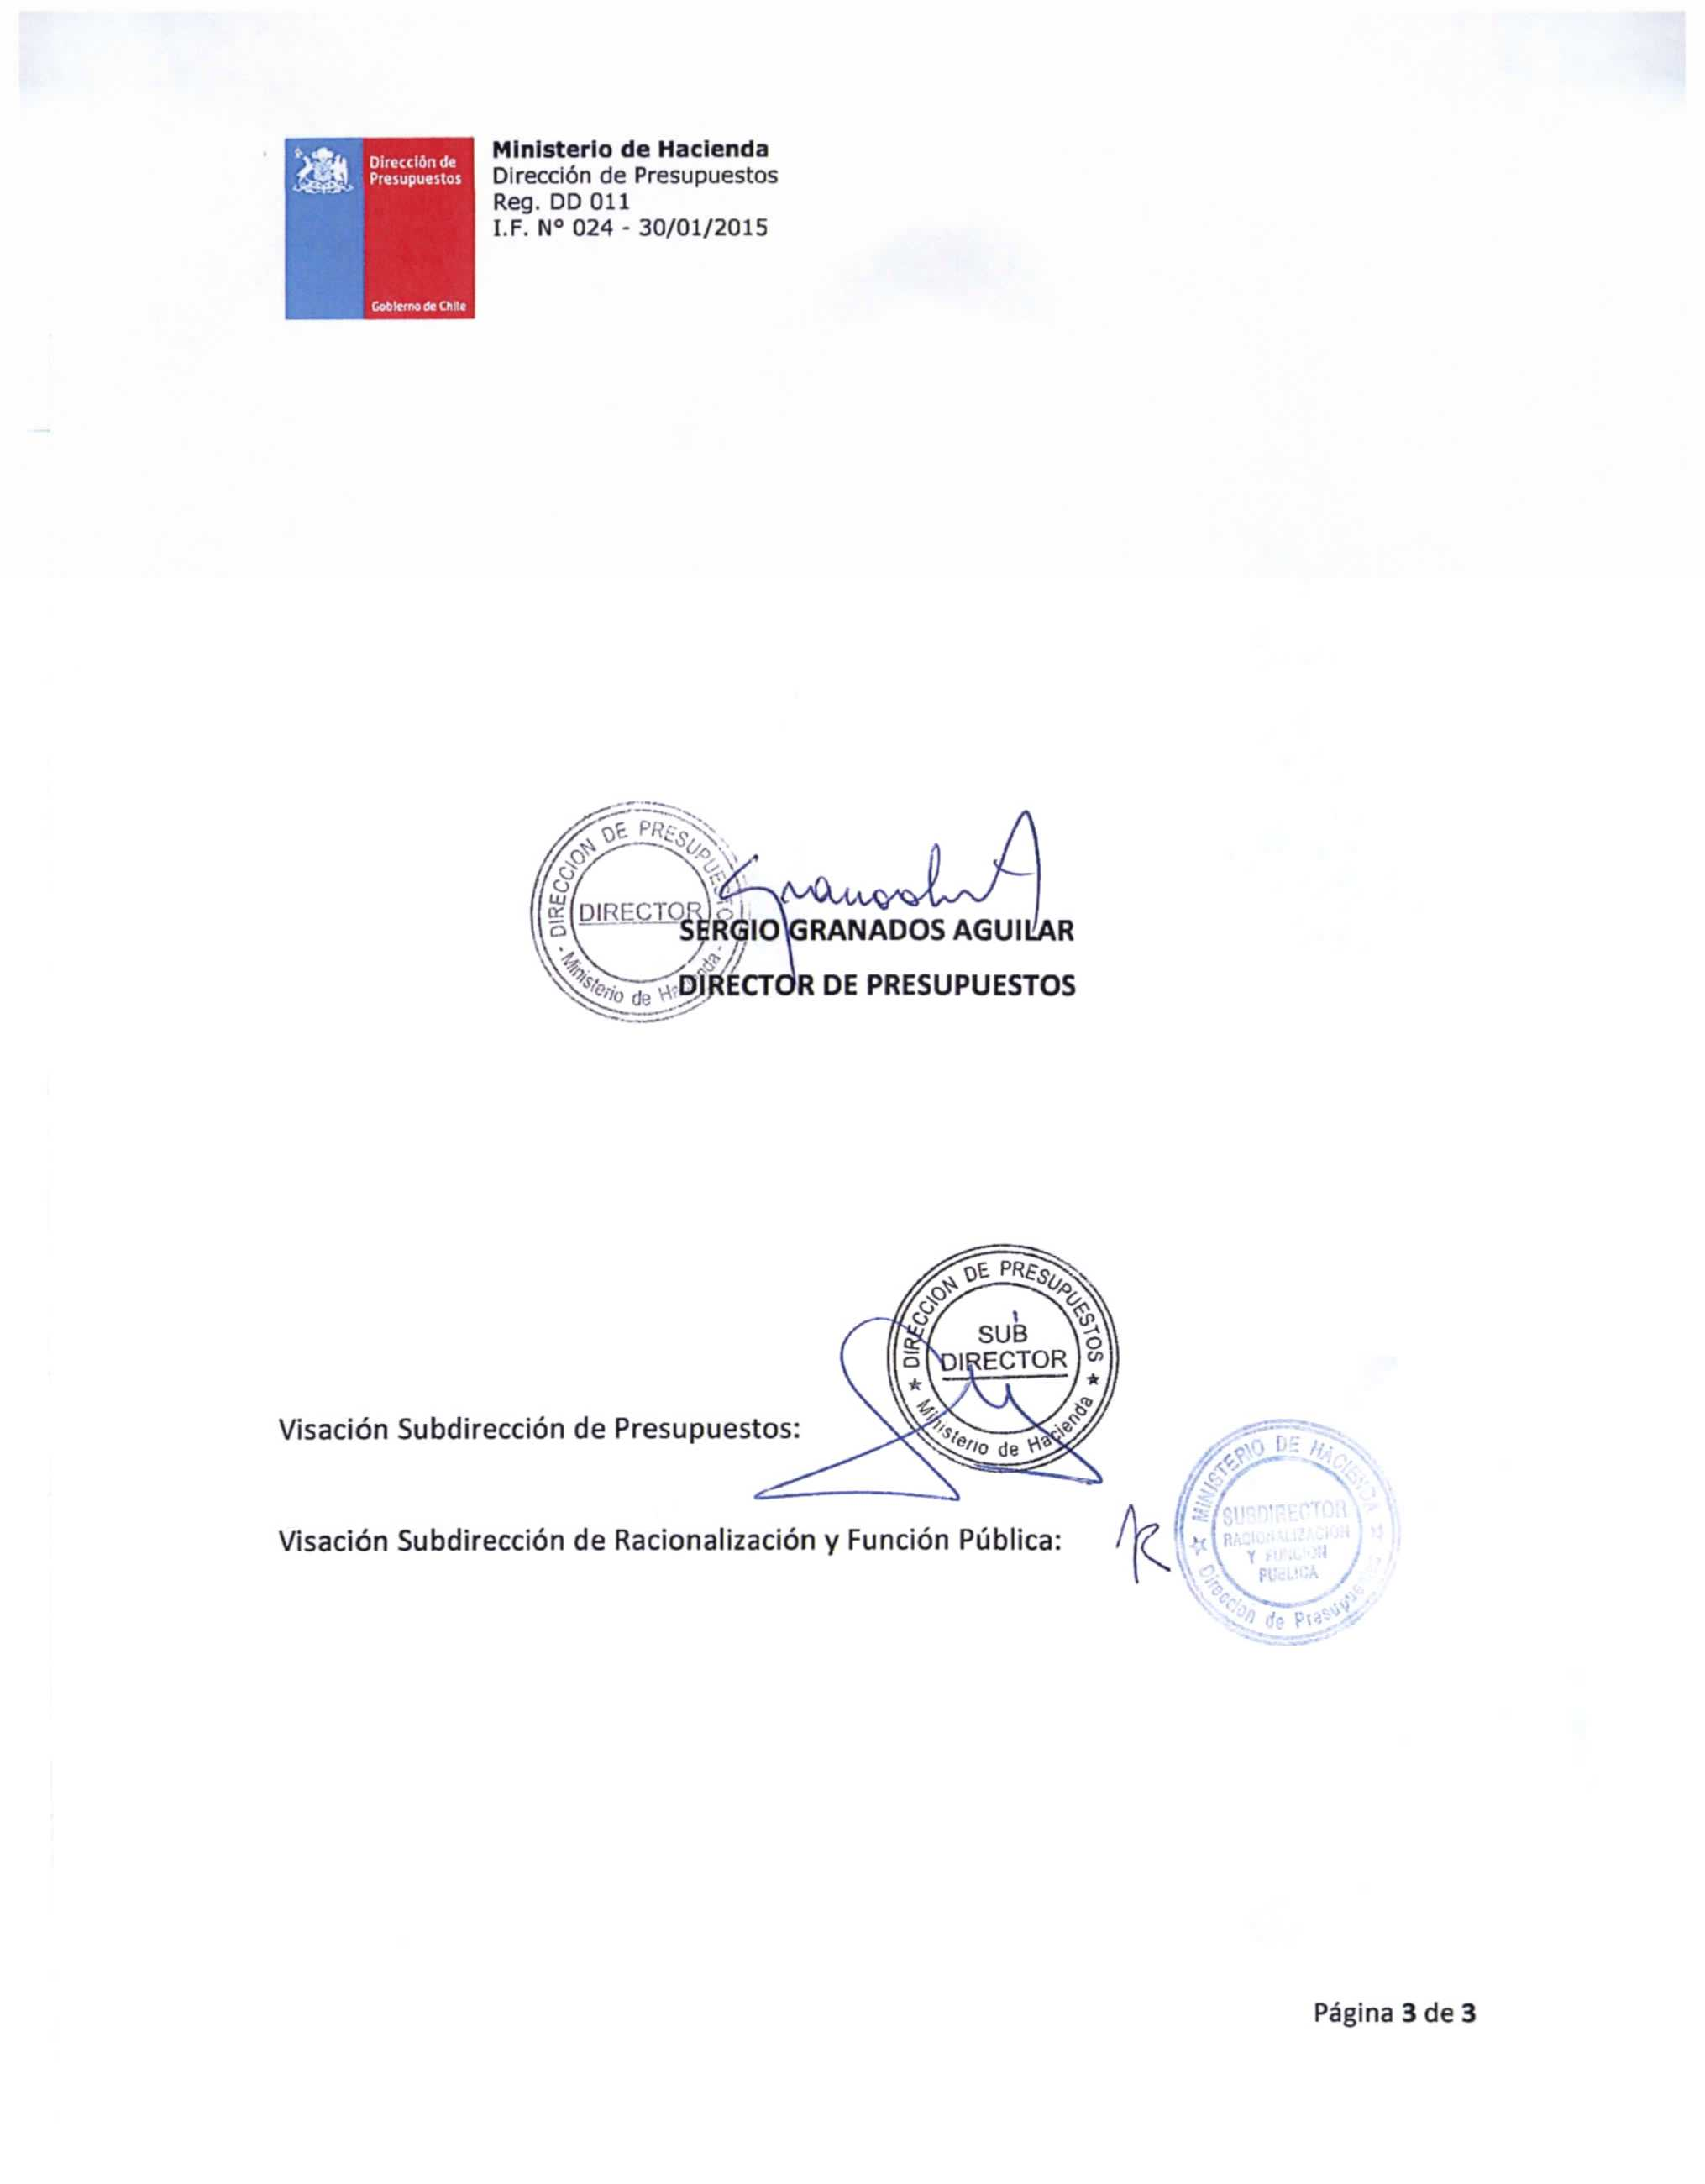 Dirección de
Presupuestos
Gobierno de Chile
Ministerio de Hacienda
Dirección de Presupuestos
Reg. DD 011
I.F. N° 024 - 30/01/2015
DIRECCION DE PRESUPUESTOS
DIRECTOR
- Ministerio de Hacienda -
SERGIO GRANADOS AGUILAR
DIRECTOR DE PRESUPUESTOS
DIRECCION DE PRESUPUESTOS
SUB
DIRECTOR
★ Ministerio de Hacienda ★
Visación Subdirección de Presupuestos:
MINISTERIO DE HACIENDA
SUBDIRECTOR
RACIONALIZACION
Y FUNCION
PUBLICA
Direccion de Presupuestos
Visación Subdirección de Racionalización y Función Pública:
Página 3 de 3